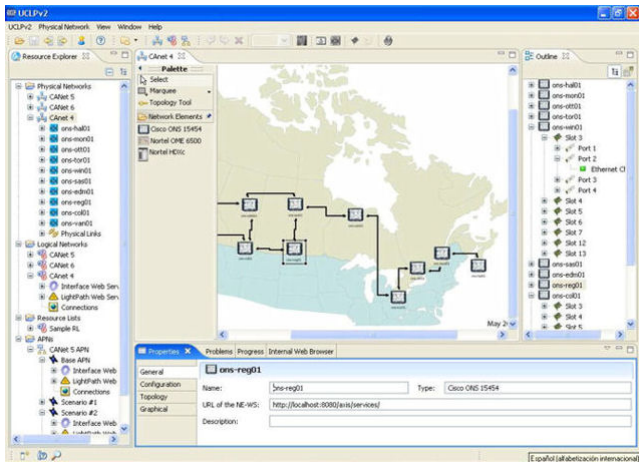 UCLPv2
UCLPv2 Physical Network View Window Help
Resource Explorer
Physical Networks
CANet 5
CANet 6
CAnet 4
ons-hal01
ons-mon01
ons-ott01
ons-tor01
ons-win01
ons-sas01
ons-edm01
ons-reg01
ons-col01
ons-van01
Physical Links
Logical Networks
CANet 5
CANet 6
CAnet 4
Interface Web Serv
LightPath Web Serv
Connections
Resource Lists
Sample RL
APNs
CANet 5 APN
Base APN
Interface Web
LightPath Web
Connections
Scenario #1
Scenario #2
Interface Web
LightPath Web
CAnet 4
Palette
Select
Marquee
Topology Tool
Network Elements
Cisco ONS 15454
Nortel OME 6500
Nortel HDXc
May 2
Outline
ons-hal01
ons-mon01
ons-ott01
ons-tor01
ons-win01
Slot 3
Port 1
Port 2
Ethernet Cl
Port 3
Port 4
Slot 4
Slot 5
Slot 6
Slot 7
Slot 12
Slot 13
ons-sas01
ons-edm01
ons-reg01
ons-col01
Slot 3
Slot 4
Slot 5
Properties Problems Progress Internal Web Browser
General
Configuration
Topology
Graphical
ons-reg01
Name: ons-reg01 Type: Cisco ONS 15454
URL of the NE-WS: http://localhost:8080/axis/services/
Description:
Español (alfabetización internacional)